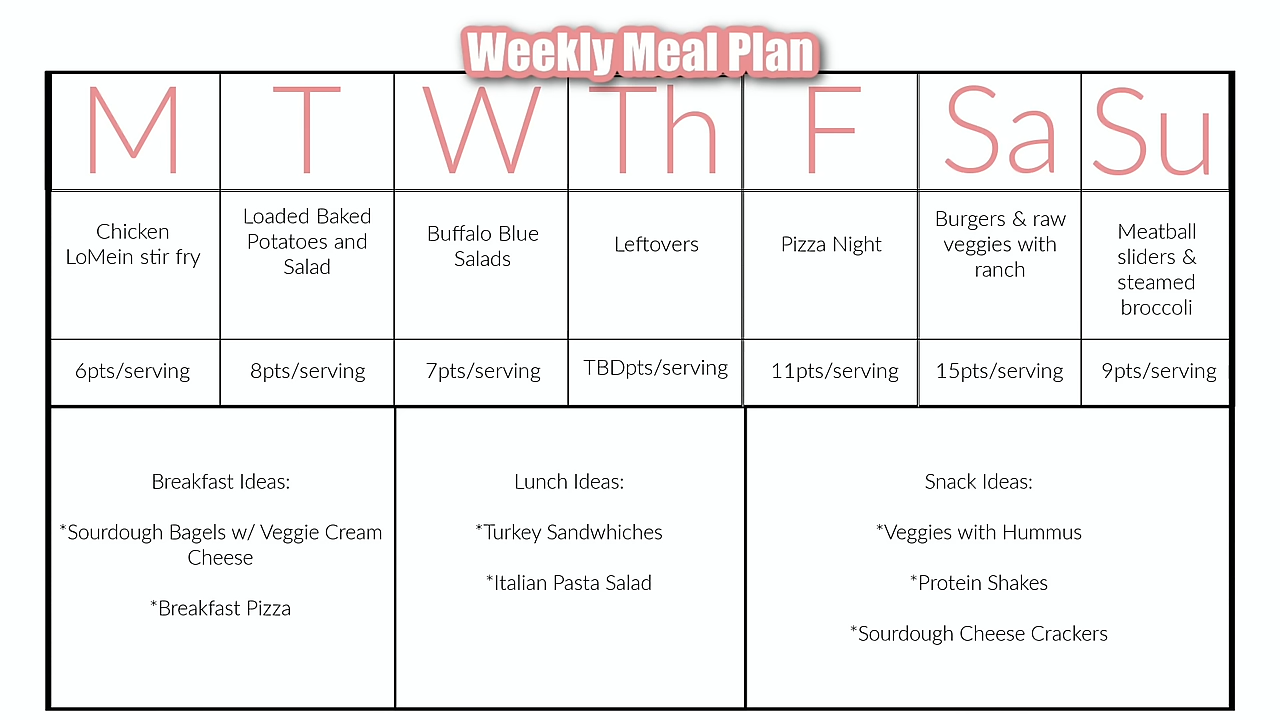 Weekly Meal Plan
M T W Th F Sa Su
Chicken
LoMein stir fry
Loaded Baked
Potatoes and
Salad
Buffalo Blue
Salads
Leftovers
Pizza Night
Burgers & raw
veggies with
ranch
Meatball
sliders &
steamed
broccoli
6pts/serving
8pts/serving
7pts/serving
TBDpts/serving
11pts/serving
15pts/serving
9pts/serving
Breakfast Ideas:
*Sourdough Bagels w/ Veggie Cream
Cheese
*Breakfast Pizza
Lunch Ideas:
*Turkey Sandwhiches
*Italian Pasta Salad
Snack Ideas:
*Veggies with Hummus
*Protein Shakes
*Sourdough Cheese Crackers